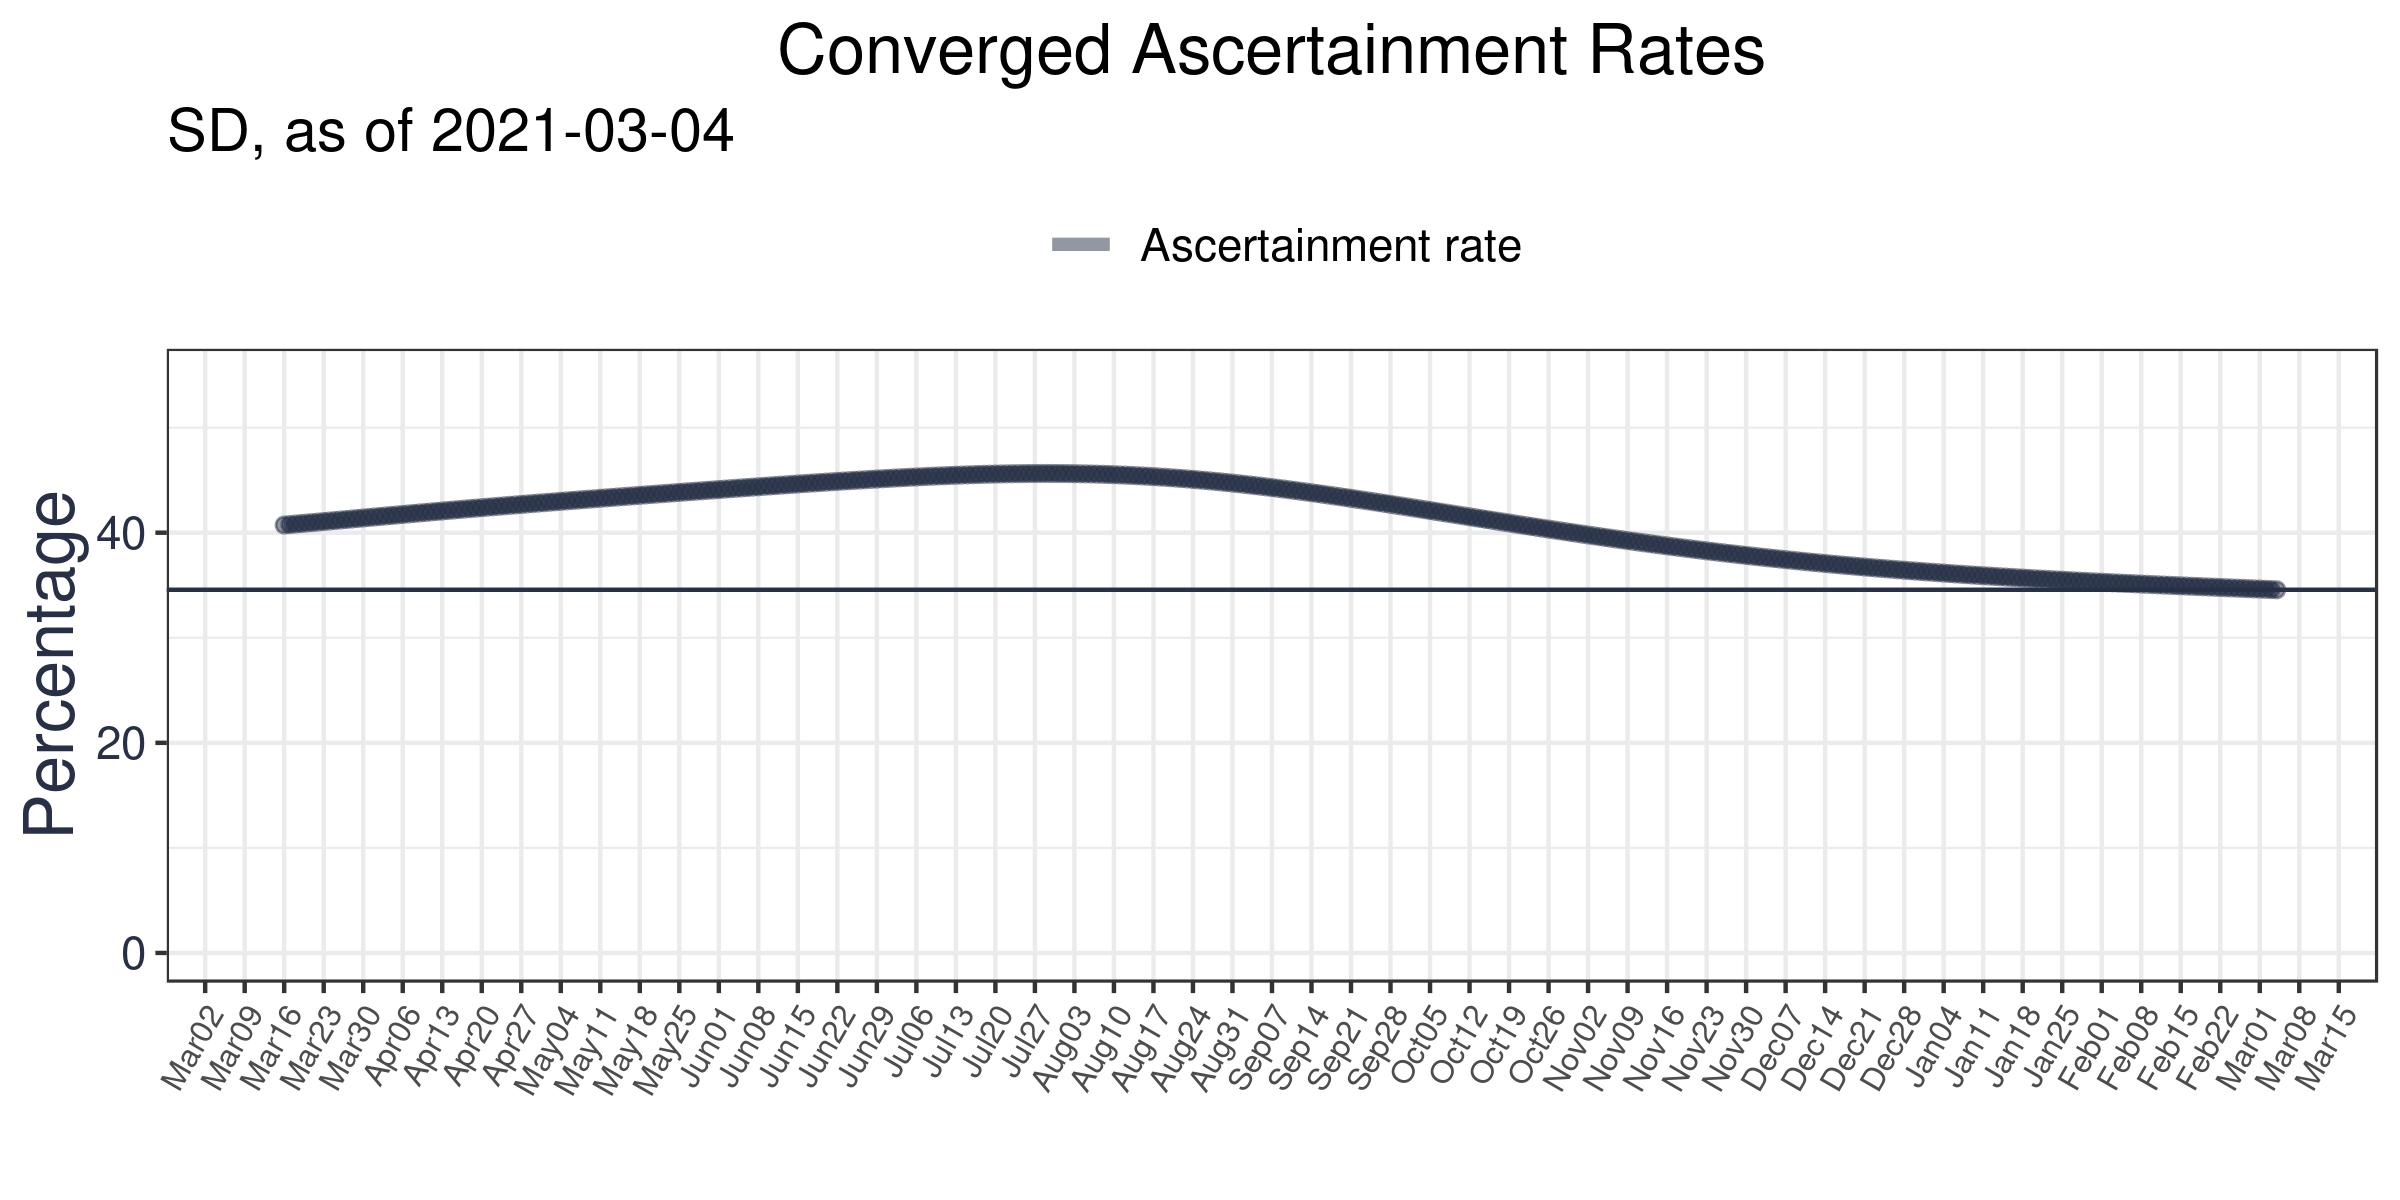 Converged Ascertainment Rates
SD, as of 2021-03-04
Ascertainment rate
Percentage
40
20
0
Mar02
Mar09
Mar16
Mar23
Mar30
Apr06
Apr13
Apr20
Apr27
May04
May11
May18
May25
Jun01
Jun08
Jun15
Jun22
Jun29
Jul06
Jul13
Jul20
Jul27
Aug03
Aug10
Aug17
Aug24
Aug31
Sep07
Sep14
Sep21
Sep28
Oct05
Oct12
Oct19
Oct26
Nov02
Nov09
Nov16
Nov23
Nov30
Dec07
Dec14
Dec21
Dec28
Jan04
Jan11
Jan18
Jan25
Feb01
Feb08
Feb15
Feb22
Mar01
Mar08
Mar15